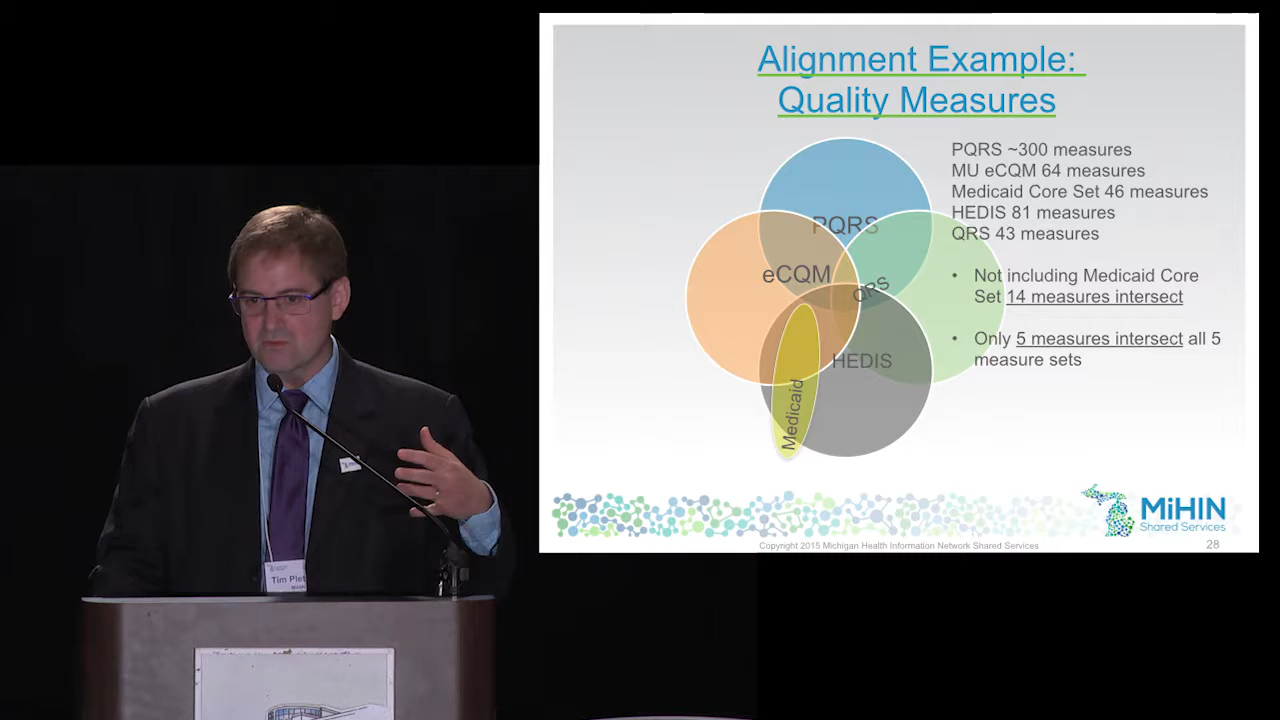 Alignment Example:
Quality Measures
PQRS
eCQM
QRS
HEDIS
Medicaid
PQRS ~300 measures
MU eCQM 64 measures
Medicaid Core Set 46 measures
HEDIS 81 measures
QRS 43 measures
• Not including Medicaid Core
Set 14 measures intersect
• Only 5 measures intersect all 5
measure sets
MiHIN
Shared Services
Copyright 2015 Michigan Health Information Network Shared Services
28
Tim Plet